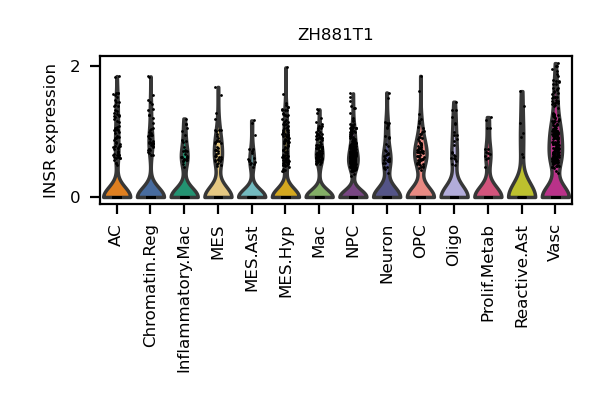 ZH881T1
INSR expression
2
0
AC
Chromatin.Reg
Inflammatory.Mac
MES
MES.Ast
MES.Hyp
Mac
NPC
Neuron
OPC
Oligo
Prolif.Metab
Reactive.Ast
Vasc